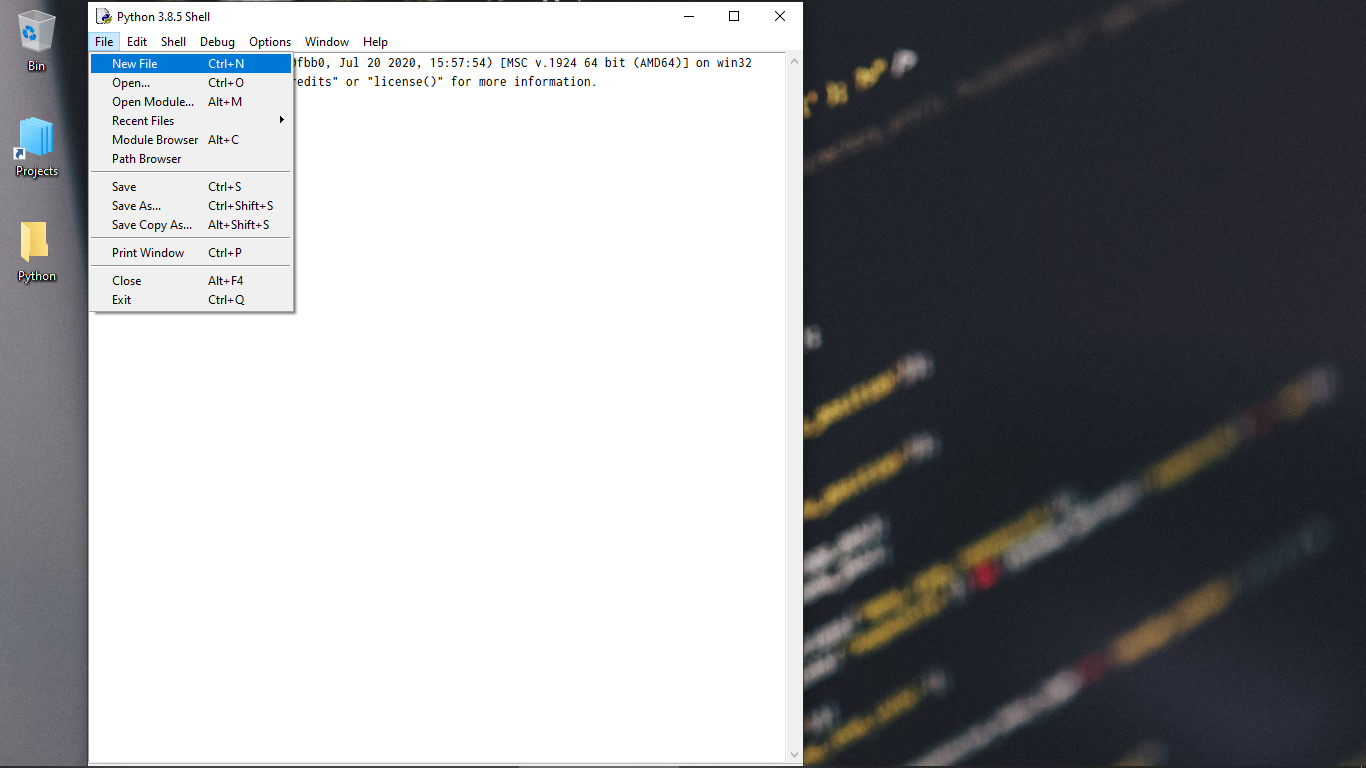 Bin
Projects
Python
Python 3.8.5 Shell
File Edit Shell Debug Options Window Help
fbb0, Jul 20 2020, 15:57:54) [MSC v.1924 64 bit (AMD64)] on win32
redits" or "license()" for more information.
New File Ctrl+N
Open... Ctrl+O
Open Module... Alt+M
Recent Files
Module Browser Alt+C
Path Browser
Save Ctrl+S
Save As... Ctrl+Shift+S
Save Copy As... Alt+Shift+S
Print Window Ctrl+P
Close Alt+F4
Exit Ctrl+Q